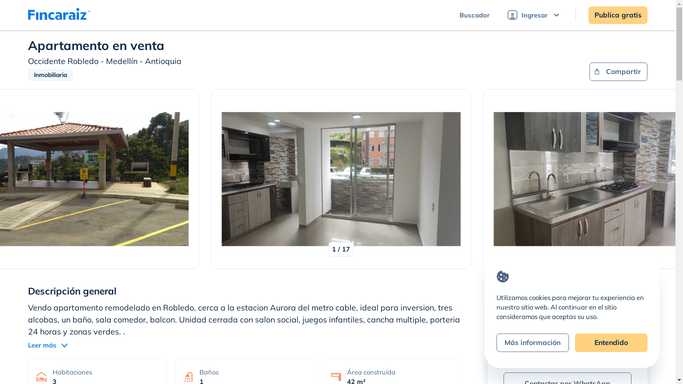 Fincaraiz
Buscador
Ingresar
Publica gratis
Apartamento en venta
Occidente Robledo - Medellín - Antioquia
Inmobiliaria
Compartir
1 / 17
Descripción general
Vendo apartamento remodelado en Robledo, cerca a la estacion Aurora del metro cable, ideal para inversion, tres
alcobas, un baño, sala comedor, balcon. Unidad cerrada con salon social, juegos infantiles, cancha multiple, porteria
24 horas y zonas verdes. .
Leer más
Habitaciones
3
Baños
1
Área construida
42 m²
Utilizamos cookies para mejorar tu experiencia en
nuestro sitio web. Al continuar en el sitio
consideramos que aceptas su uso.
Más información
Entendido
Contactar por WhatsApp